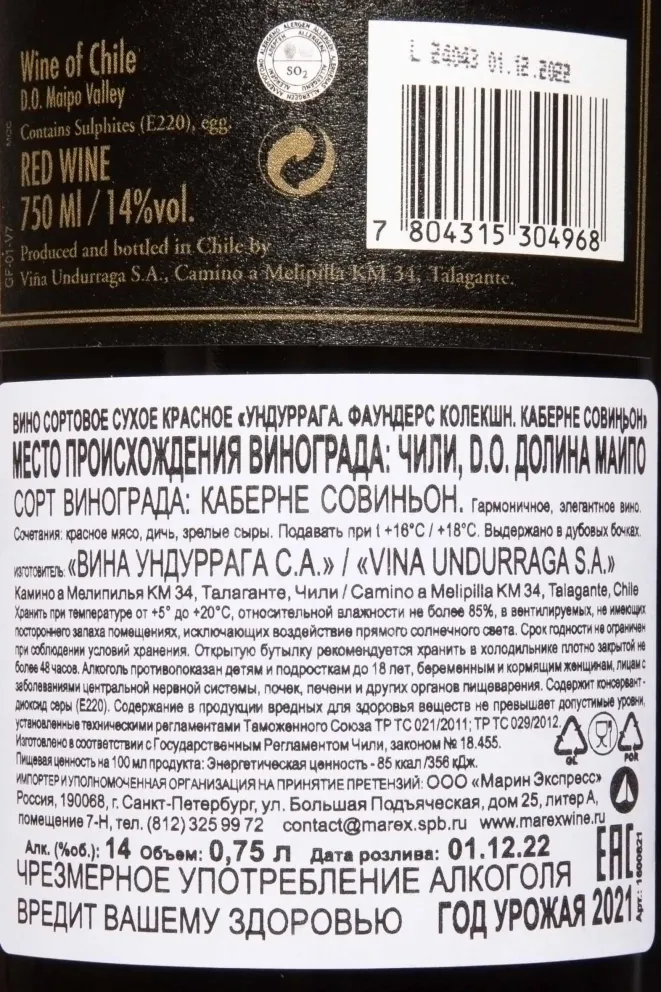 Wine of Chile
D.O. Maipo Valley
Contains Sulphites (E220), egg.
RED WINE
750 Ml / 14%vol.
Produced and bottled in Chile by
Viña Undurraga S.A., Camino a Melipilla KM 34, Talagante.
SO2
L 24943 01.12.2022
7 804315 304968
ВИНО СОРТОВОЕ СУХОЕ КРАСНОЕ «УНДУРРАГА. ФАУНДЕРС КОЛЕКШН. КАБЕРНЕ СОВИНЬОН»
МЕСТО ПРОИСХОЖДЕНИЯ ВИНОГРАДА: ЧИЛИ, D.O. ДОЛИНА МАЙПО
СОРТ ВИНОГРАДА: КАБЕРНЕ СОВИНЬОН. Гармоничное, элегантное вино.
Сочетания: красное мясо, дичь, зрелые сыры. Подавать при t +16°C / +18°C. Выдержано в дубовых бочках.
ИЗГОТОВИТЕЛЬ: «ВИНА УНДУРРАГА С.А.» / «VINA UNDURRAGA S.A.»
Камино а Мелипилья КМ 34, Талаганте, Чили / Camino a Melipilla KM 34, Talagante, Chile
Хранить при температуре от +5° до +20°C, относительной влажности не более 85%, в вентилируемых, не имеющих
постороннего запаха помещениях, исключающих воздействие прямого солнечного света. Срок годности не ограничен
при соблюдении условий хранения. Открытую бутылку рекомендуется хранить в холодильнике плотно закрытой не
более 48 часов. Алкоголь противопоказан детям и подросткам до 18 лет, беременным и кормящим женщинам, лицам с
заболеваниями центральной нервной системы, почек, печени и других органов пищеварения. Содержит консервант-
диоксид серы (E220). Содержание в продукции вредных для здоровья веществ не превышает допустимые уровни,
установленные техническими регламентами Таможенного Союза ТР ТС 021/2011; ТР ТС 029/2012.
Изготовлено в соответствии с Государственным Регламентом Чили, законом № 18.455.
Пищевая ценность на 100 мл продукта: Энергетическая ценность - 85 ккал /356 кДж.
GL
POR
ИМПОРТЕР И УПОЛНОМОЧЕННАЯ ОРГАНИЗАЦИЯ НА ПРИНЯТИЕ ПРЕТЕНЗИЙ: ООО «Марин Экспресс»
Россия, 190068, г. Санкт-Петербург, ул. Большая Подъяческая, дом 25, литер А,
помещение 7-Н, тел. (812) 325 99 72 contact@marex.spb.ru www.marexwine.ru
Алк. (%об.): 14 Объем: 0,75 л Дата розлива: 01.12.22
EAC
Арт.: 1600821
ЧРЕЗМЕРНОЕ УПОТРЕБЛЕНИЕ АЛКОГОЛЯ
ВРЕДИТ ВАШЕМУ ЗДОРОВЬЮ ГОД УРОЖАЯ 2021